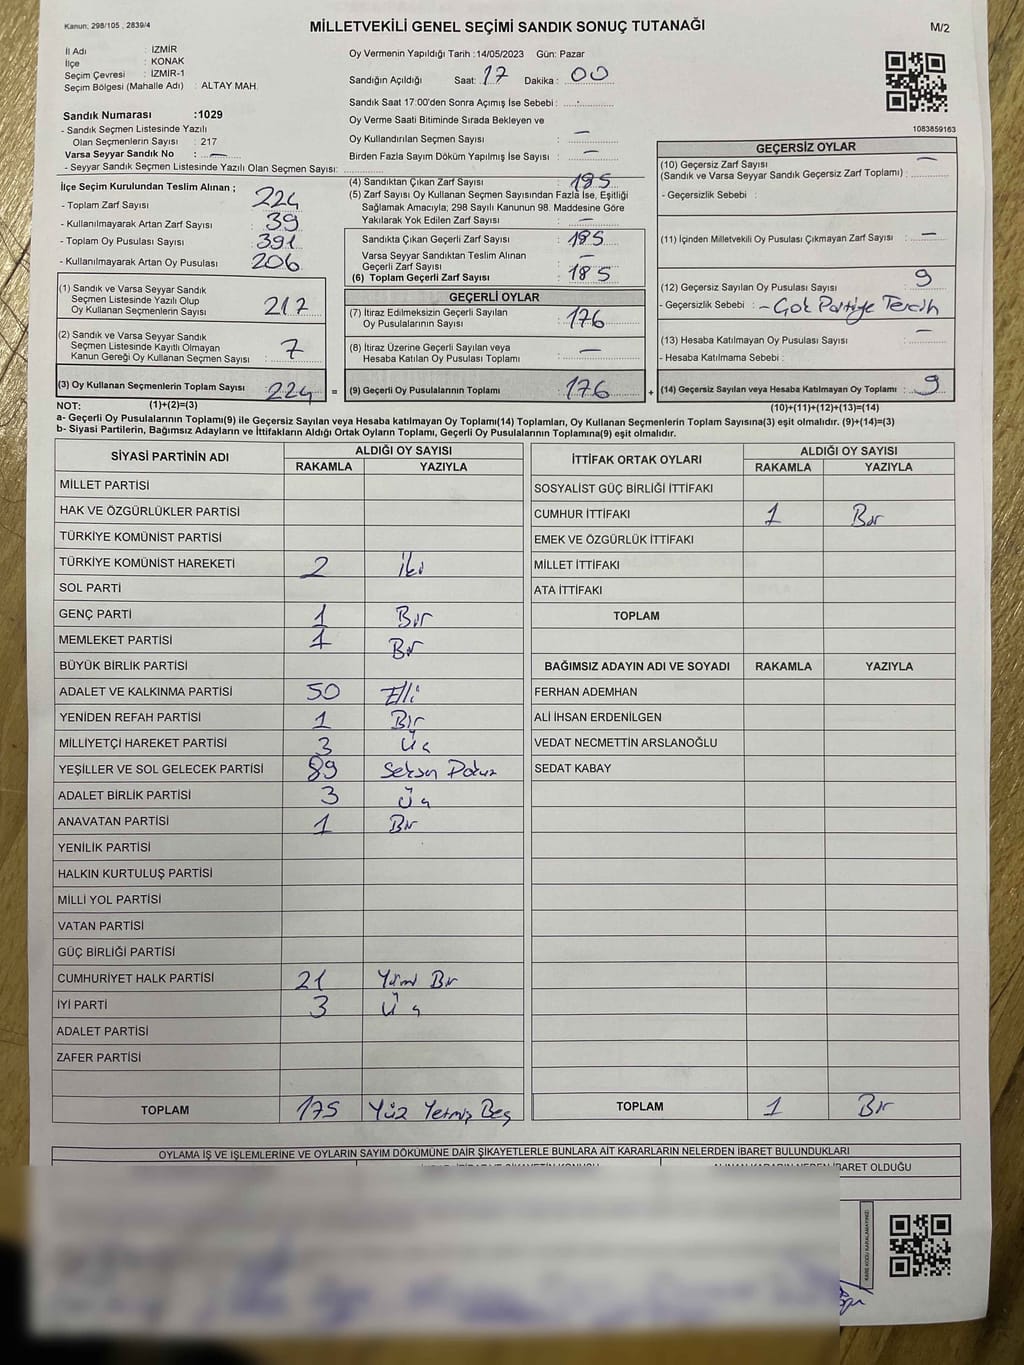 Kanun: 298/105 , 2839/4
MİLLETVEKİLİ GENEL SEÇİMİ SANDIK SONUÇ TUTANAĞI
M/2
İl Adı : İZMİR
İlçe : KONAK
Seçim Çevresi : İZMİR-1
Seçim Bölgesi (Mahalle Adı) : ALTAY MAH.
Sandık Numarası :1029
- Sandık Seçmen Listesinde Yazılı
Olan Seçmenlerin Sayısı : 217
Varsa Seyyar Sandık No : —
- Seyyar Sandık Seçmen Listesinde Yazılı Olan Seçmen Sayısı:
Oy Vermenin Yapıldığı Tarih :14/05/2023 Gün: Pazar
Sandığın Açıldığı Saat: 17 Dakika : 00
Sandık Saat 17:00'den Sonra Açımış İse Sebebi :
Oy Verme Saati Bitiminde Sırada Bekleyen ve
Oy Kullandırılan Seçmen Sayısı : —
Birden Fazla Sayım Döküm Yapılmış İse Sayısı : —
1083859163
İlçe Seçim Kurulundan Teslim Alınan ;
- Toplam Zarf Sayısı : 224
- Kullanılmayarak Artan Zarf Sayısı : 39
- Toplam Oy Pusulası Sayısı : 391
- Kullanılmayarak Artan Oy Pusulası : 206
(1) Sandık ve Varsa Seyyar Sandık
Seçmen Listesinde Yazılı Olup
Oy Kullanan Seçmenlerin Sayısı : 217
(2) Sandık ve Varsa Seyyar Sandık
Seçmen Listesinde Kayıtlı Olmayan
Kanun Gereği Oy Kullanan Seçmen Sayısı : 7
(3) Oy Kullanan Seçmenlerin Toplam Sayısı : 224 =
(4) Sandıktan Çıkan Zarf Sayısı : 185
(5) Zarf Sayısı Oy Kullanan Seçmen Sayısından Fazla İse, Eşitliği
Sağlamak Amacıyla; 298 Sayılı Kanunun 98. Maddesine Göre
Yakılarak Yok Edilen Zarf Sayısı : —
Sandıkta Çıkan Geçerli Zarf Sayısı : 185
Varsa Seyyar Sandıktan Teslim Alınan
Geçerli Zarf Sayısı : —
(6) Toplam Geçerli Zarf Sayısı : 185
GEÇERLİ OYLAR
(7) İtiraz Edilmeksizin Geçerli Sayılan
Oy Pusulalarının Sayısı : 176
(8) İtiraz Üzerine Geçerli Sayılan veya
Hesaba Katılan Oy Pusulası Toplamı : —
(9) Geçerli Oy Pusulalarının Toplamı : 176 +
GEÇERSİZ OYLAR
(10) Geçersiz Zarf Sayısı
(Sandık ve Varsa Seyyar Sandık Geçersiz Zarf Toplamı) : —
- Geçersizlik Sebebi :
(11) İçinden Milletvekili Oy Pusulası Çıkmayan Zarf Sayısı : —
(12) Geçersiz Sayılan Oy Pusulası Sayısı : 9
- Geçersizlik Sebebi : - Çok Partiye Tercih
(13) Hesaba Katılmayan Oy Pusulası Sayısı : —
- Hesaba Katılmama Sebebi :
(14) Geçersiz Sayılan veya Hesaba Katılmayan Oy Toplamı : 9
NOT: (1)+(2)=(3)
(10)+(11)+(12)+(13)=(14)
a- Geçerli Oy Pusulalarının Toplamı(9) ile Geçersiz Sayılan veya Hesaba katılmayan Oy Toplamı(14) Toplamları, Oy Kullanan Seçmenlerin Toplam Sayısına(3) eşit olmalıdır. (9)+(14)=(3)
b- Siyasi Partilerin, Bağımsız Adayların ve İttifakların Aldığı Ortak Oyların Toplamı, Geçerli Oy Pusulalarının Toplamına(9) eşit olmalıdır.
SİYASİ PARTİNİN ADI ALDIĞI OY SAYISI
RAKAMLA YAZIYLA
MİLLET PARTİSİ
HAK VE ÖZGÜRLÜKLER PARTİSİ
TÜRKİYE KOMÜNİST PARTİSİ
TÜRKİYE KOMÜNİST HAREKETİ 2 İki
SOL PARTİ
GENÇ PARTİ 1 Bir
MEMLEKET PARTİSİ 1 Bir
BÜYÜK BİRLİK PARTİSİ
ADALET VE KALKINMA PARTİSİ 50 Elli
YENİDEN REFAH PARTİSİ 1 Bir
MİLLİYETÇİ HAREKET PARTİSİ 3 Üç
YEŞİLLER VE SOL GELECEK PARTİSİ 89 Seksen Dokuz
ADALET BİRLİK PARTİSİ 3 Üç
ANAVATAN PARTİSİ 1 Bir
YENİLİK PARTİSİ
HALKIN KURTULUŞ PARTİSİ
MİLLİ YOL PARTİSİ
VATAN PARTİSİ
GÜÇ BİRLİĞİ PARTİSİ
CUMHURİYET HALK PARTİSİ 21 Yirmi Bir
İYİ PARTİ 3 Üç
ADALET PARTİSİ
ZAFER PARTİSİ
TOPLAM 175 Yüz Yetmiş Beş
İTTİFAK ORTAK OYLARI ALDIĞI OY SAYISI
RAKAMLA YAZIYLA
SOSYALİST GÜÇ BİRLİĞİ İTTİFAKI
CUMHUR İTTİFAKI 1 Bir
EMEK VE ÖZGÜRLÜK İTTİFAKI
MİLLET İTTİFAKI
ATA İTTİFAKI
TOPLAM
BAĞIMSIZ ADAYIN ADI VE SOYADI RAKAMLA YAZIYLA
FERHAN ADEMHAN
ALİ İHSAN ERDENİLGEN
VEDAT NECMETTİN ARSLANOĞLU
SEDAT KABAY
TOPLAM 1 Bir
OYLAMA İŞ VE İŞLEMLERİNE VE OYLARIN SAYIM DÖKÜMÜNE DAİR ŞİKAYETLERLE BUNLARA AİT KARARLARIN NELERDEN İBARET BULUNDUKLARI
İBARET OLDUĞU
KARE KODU KARALAMAYINIZ!